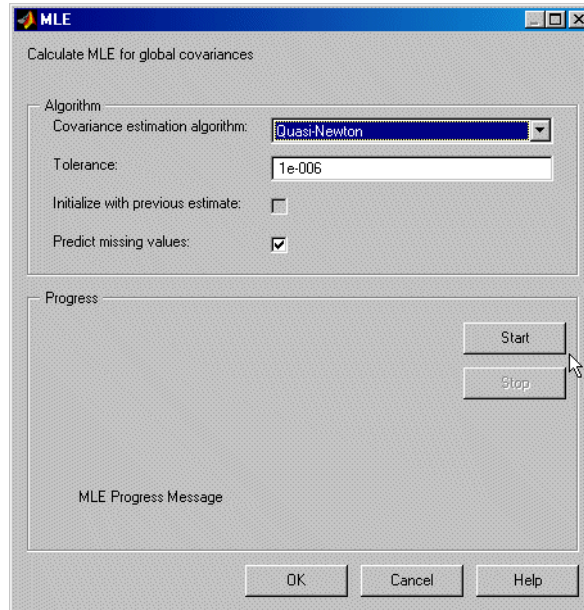 MLE
Calculate MLE for global covariances
Algorithm
Covariance estimation algorithm: Quasi-Newton
Tolerance: 1e-006
Initialize with previous estimate:
Predict missing values:
Progress
Start
Stop
MLE Progress Message
OK Cancel Help